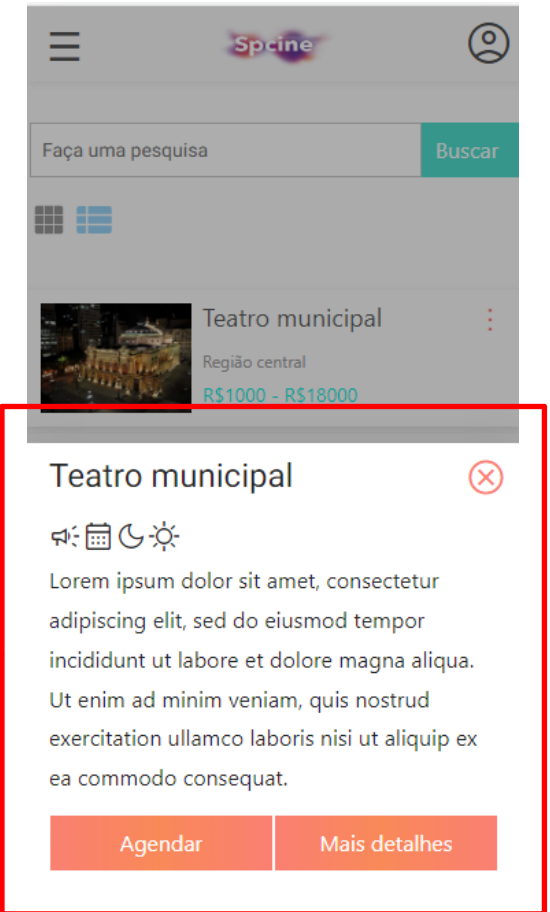 Spcine
Faça uma pesquisa
Buscar
Teatro municipal
Região central
R$1000 - R$18000
Teatro municipal
Lorem ipsum dolor sit amet, consectetur
adipiscing elit, sed do eiusmod tempor
incididunt ut labore et dolore magna aliqua.
Ut enim ad minim veniam, quis nostrud
exercitation ullamco laboris nisi ut aliquip ex
ea commodo consequat.
Agendar
Mais detalhes